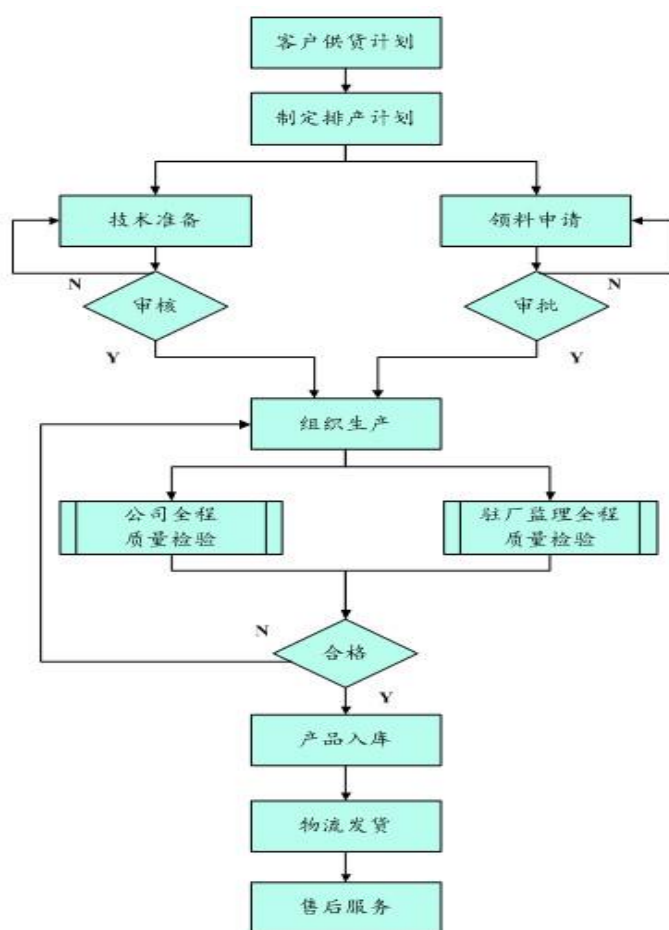 客户供货计划
制定排产计划
技术准备
领料申请
N
N
审核
审批
Y
Y
组织生产
公司全程
质量检验
驻厂监理全程
质量检验
N
合格
Y
产品入库
物流发货
售后服务